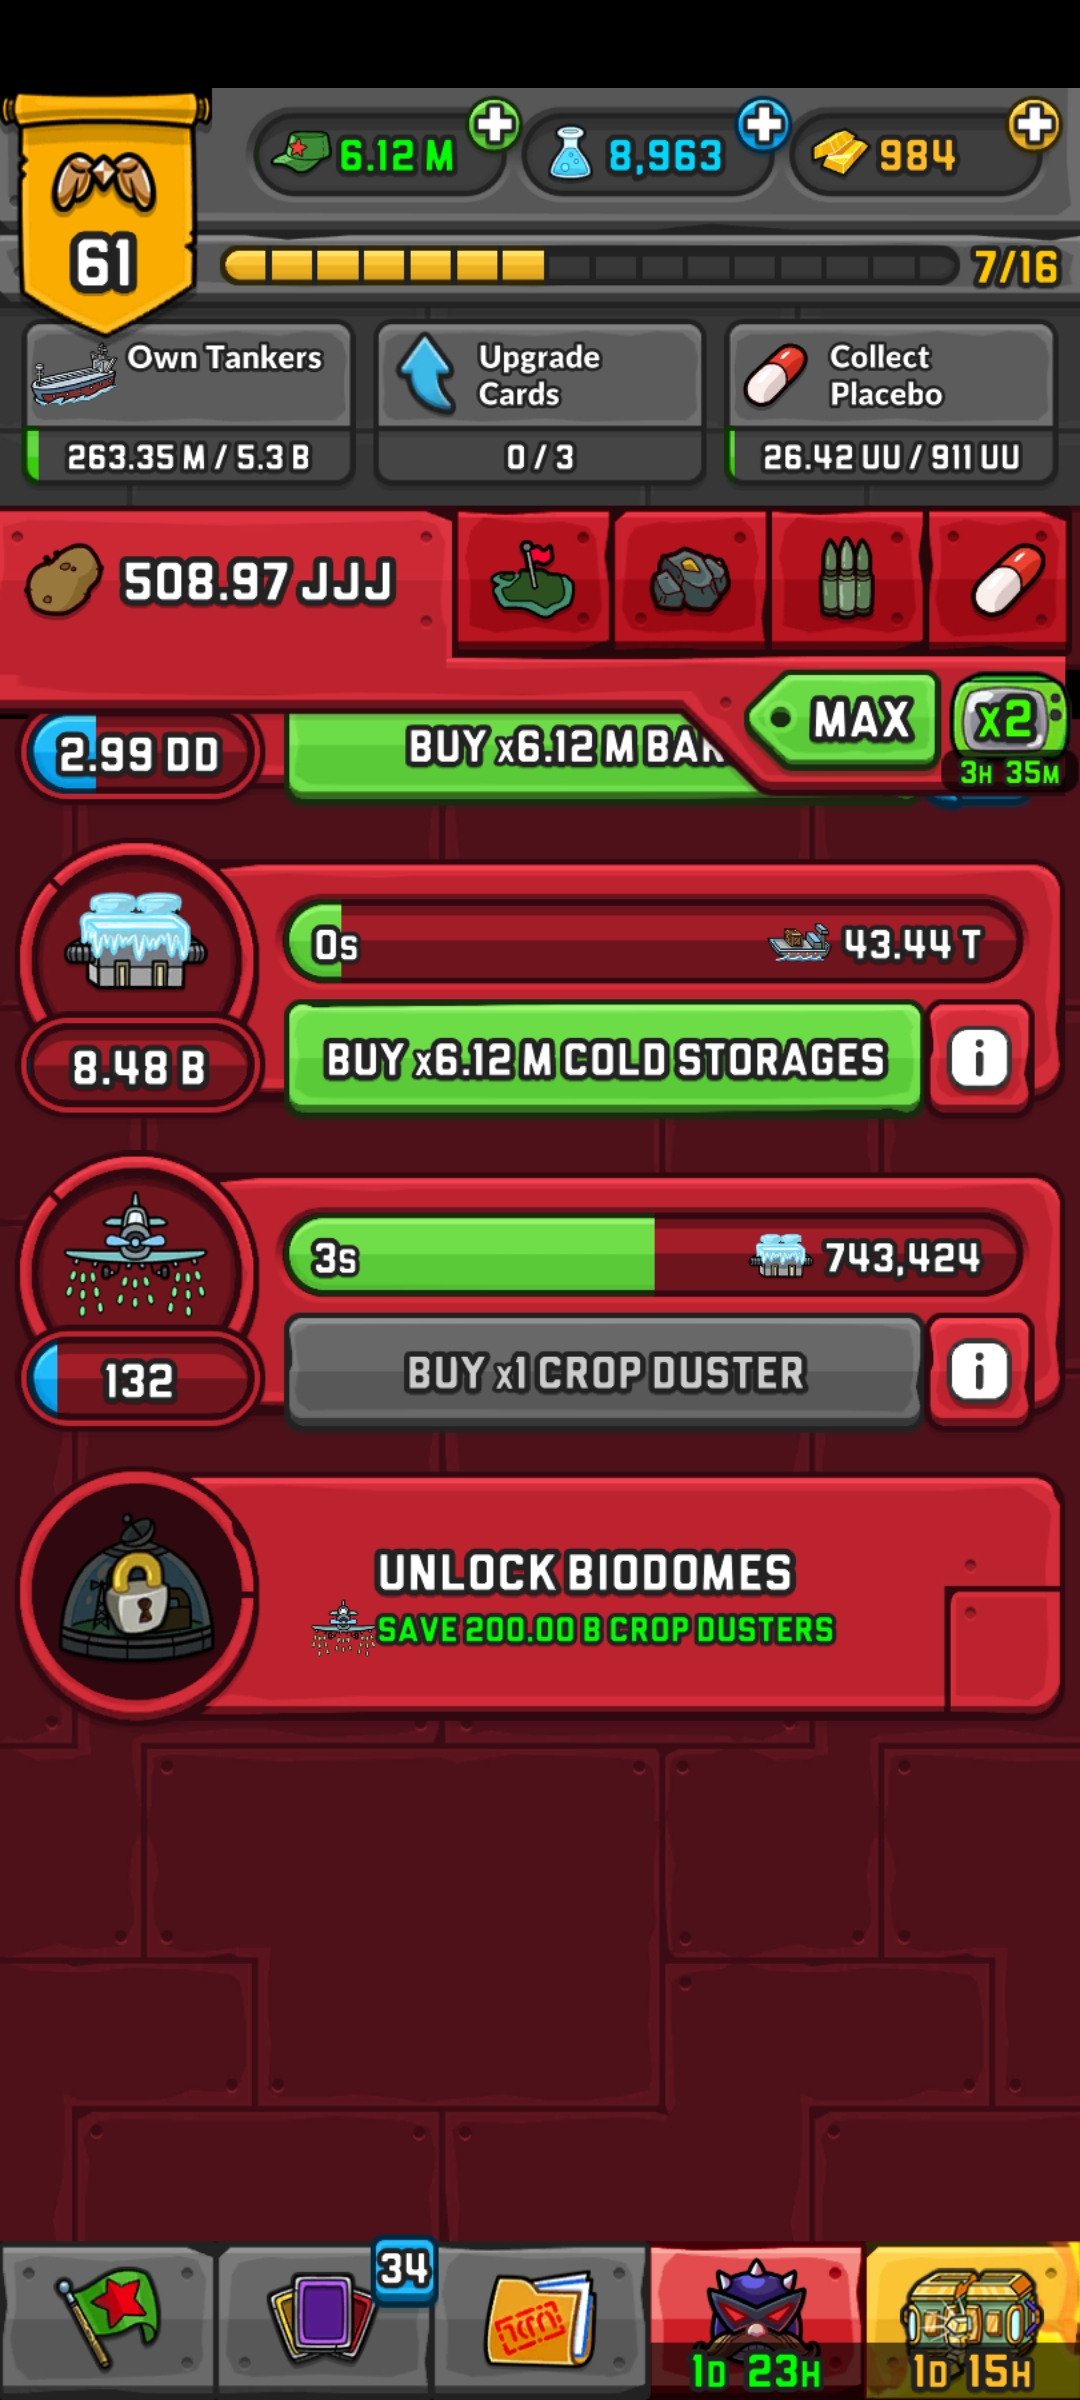 6.12 M
8,963
984
61
7/16
Own Tankers
263.35 M / 5.3 B
Upgrade
Cards
0 / 3
Collect
Placebo
26.42 UU / 911 UU
508.97 JJJ
MAX
x2
3H 35M
2.99 DD
BUY x6.12 M
0s
43.44 T
8.48 B
BUY x6.12 M COLD STORAGES
i
3s
743,424
132
BUY x1 CROP DUSTER
i
UNLOCK BIODOMES
SAVE 200.00 B CROP DUSTERS
34
1D 23H
1D 15H